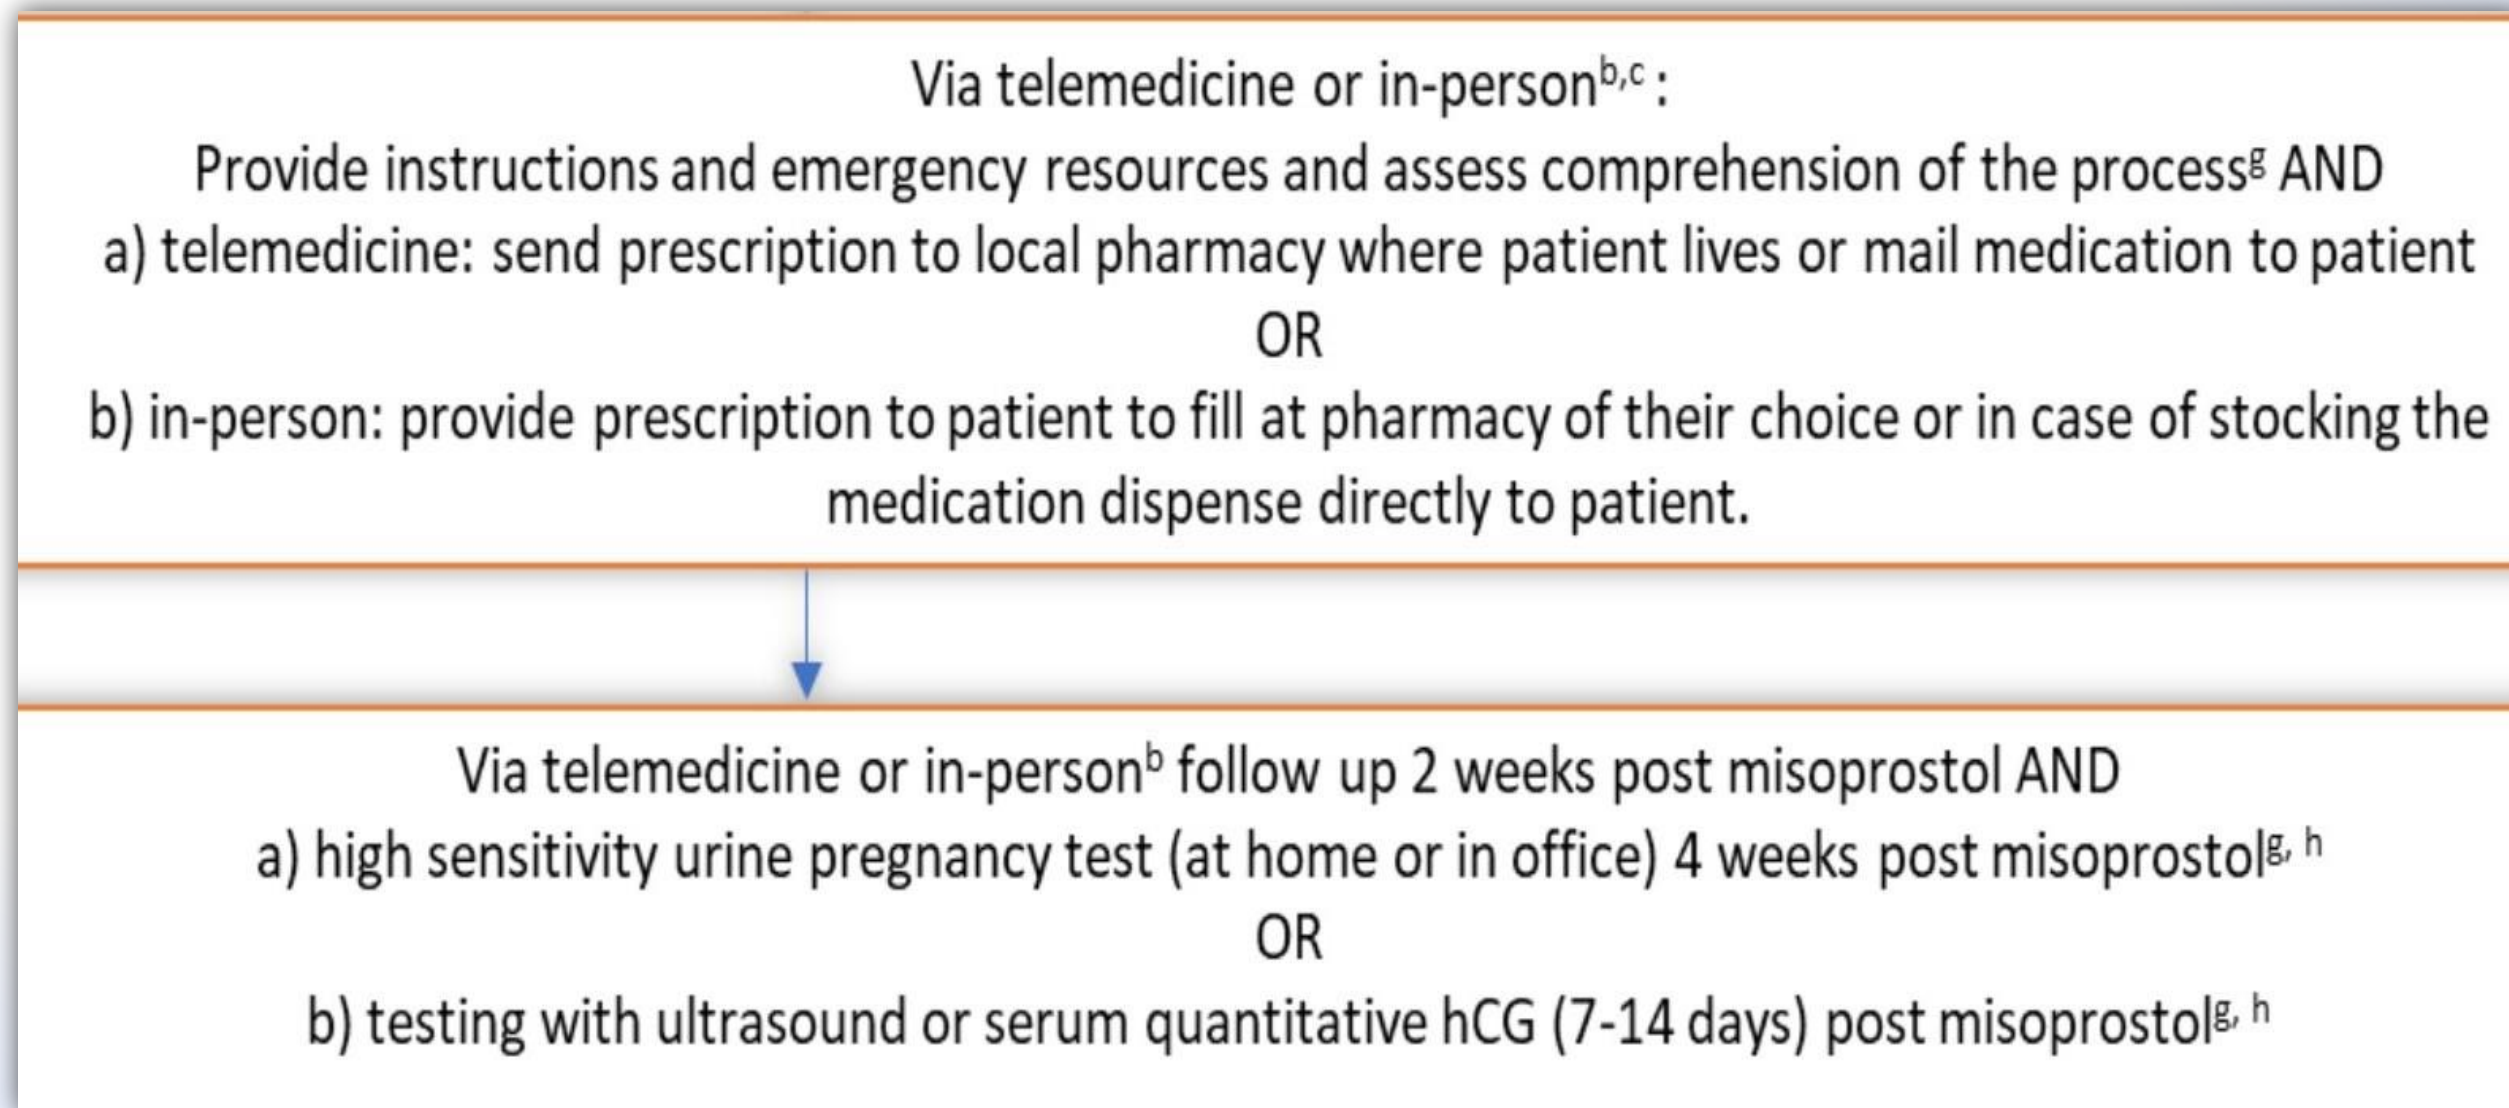 Via telemedicine or in-personᵇ,ᶜ :
Provide instructions and emergency resources and assess comprehension of the processᵍ AND
a) telemedicine: send prescription to local pharmacy where patient lives or mail medication to patient
OR
b) in-person: provide prescription to patient to fill at pharmacy of their choice or in case of stocking the
medication dispense directly to patient.
Via telemedicine or in-personᵇ follow up 2 weeks post misoprostol AND
a) high sensitivity urine pregnancy test (at home or in office) 4 weeks post misoprostolᵍ, ʰ
OR
b) testing with ultrasound or serum quantitative hCG (7-14 days) post misoprostolᵍ, ʰ